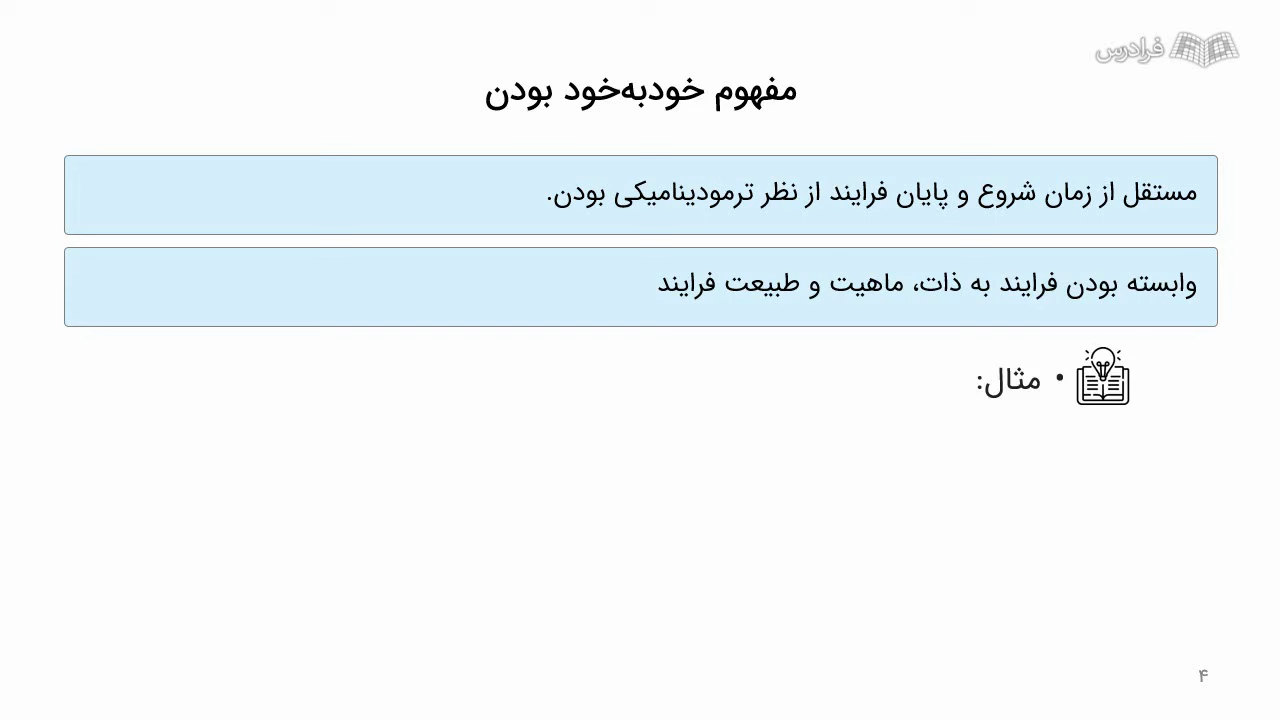 فرادرس
مفهوم خودبه‌خود بودن
مستقل از زمان شروع و پایان فرایند از نظر ترمودینامیکی بودن.
وابسته بودن فرایند به ذات، ماهیت و طبیعت فرایند
• مثال:
۴